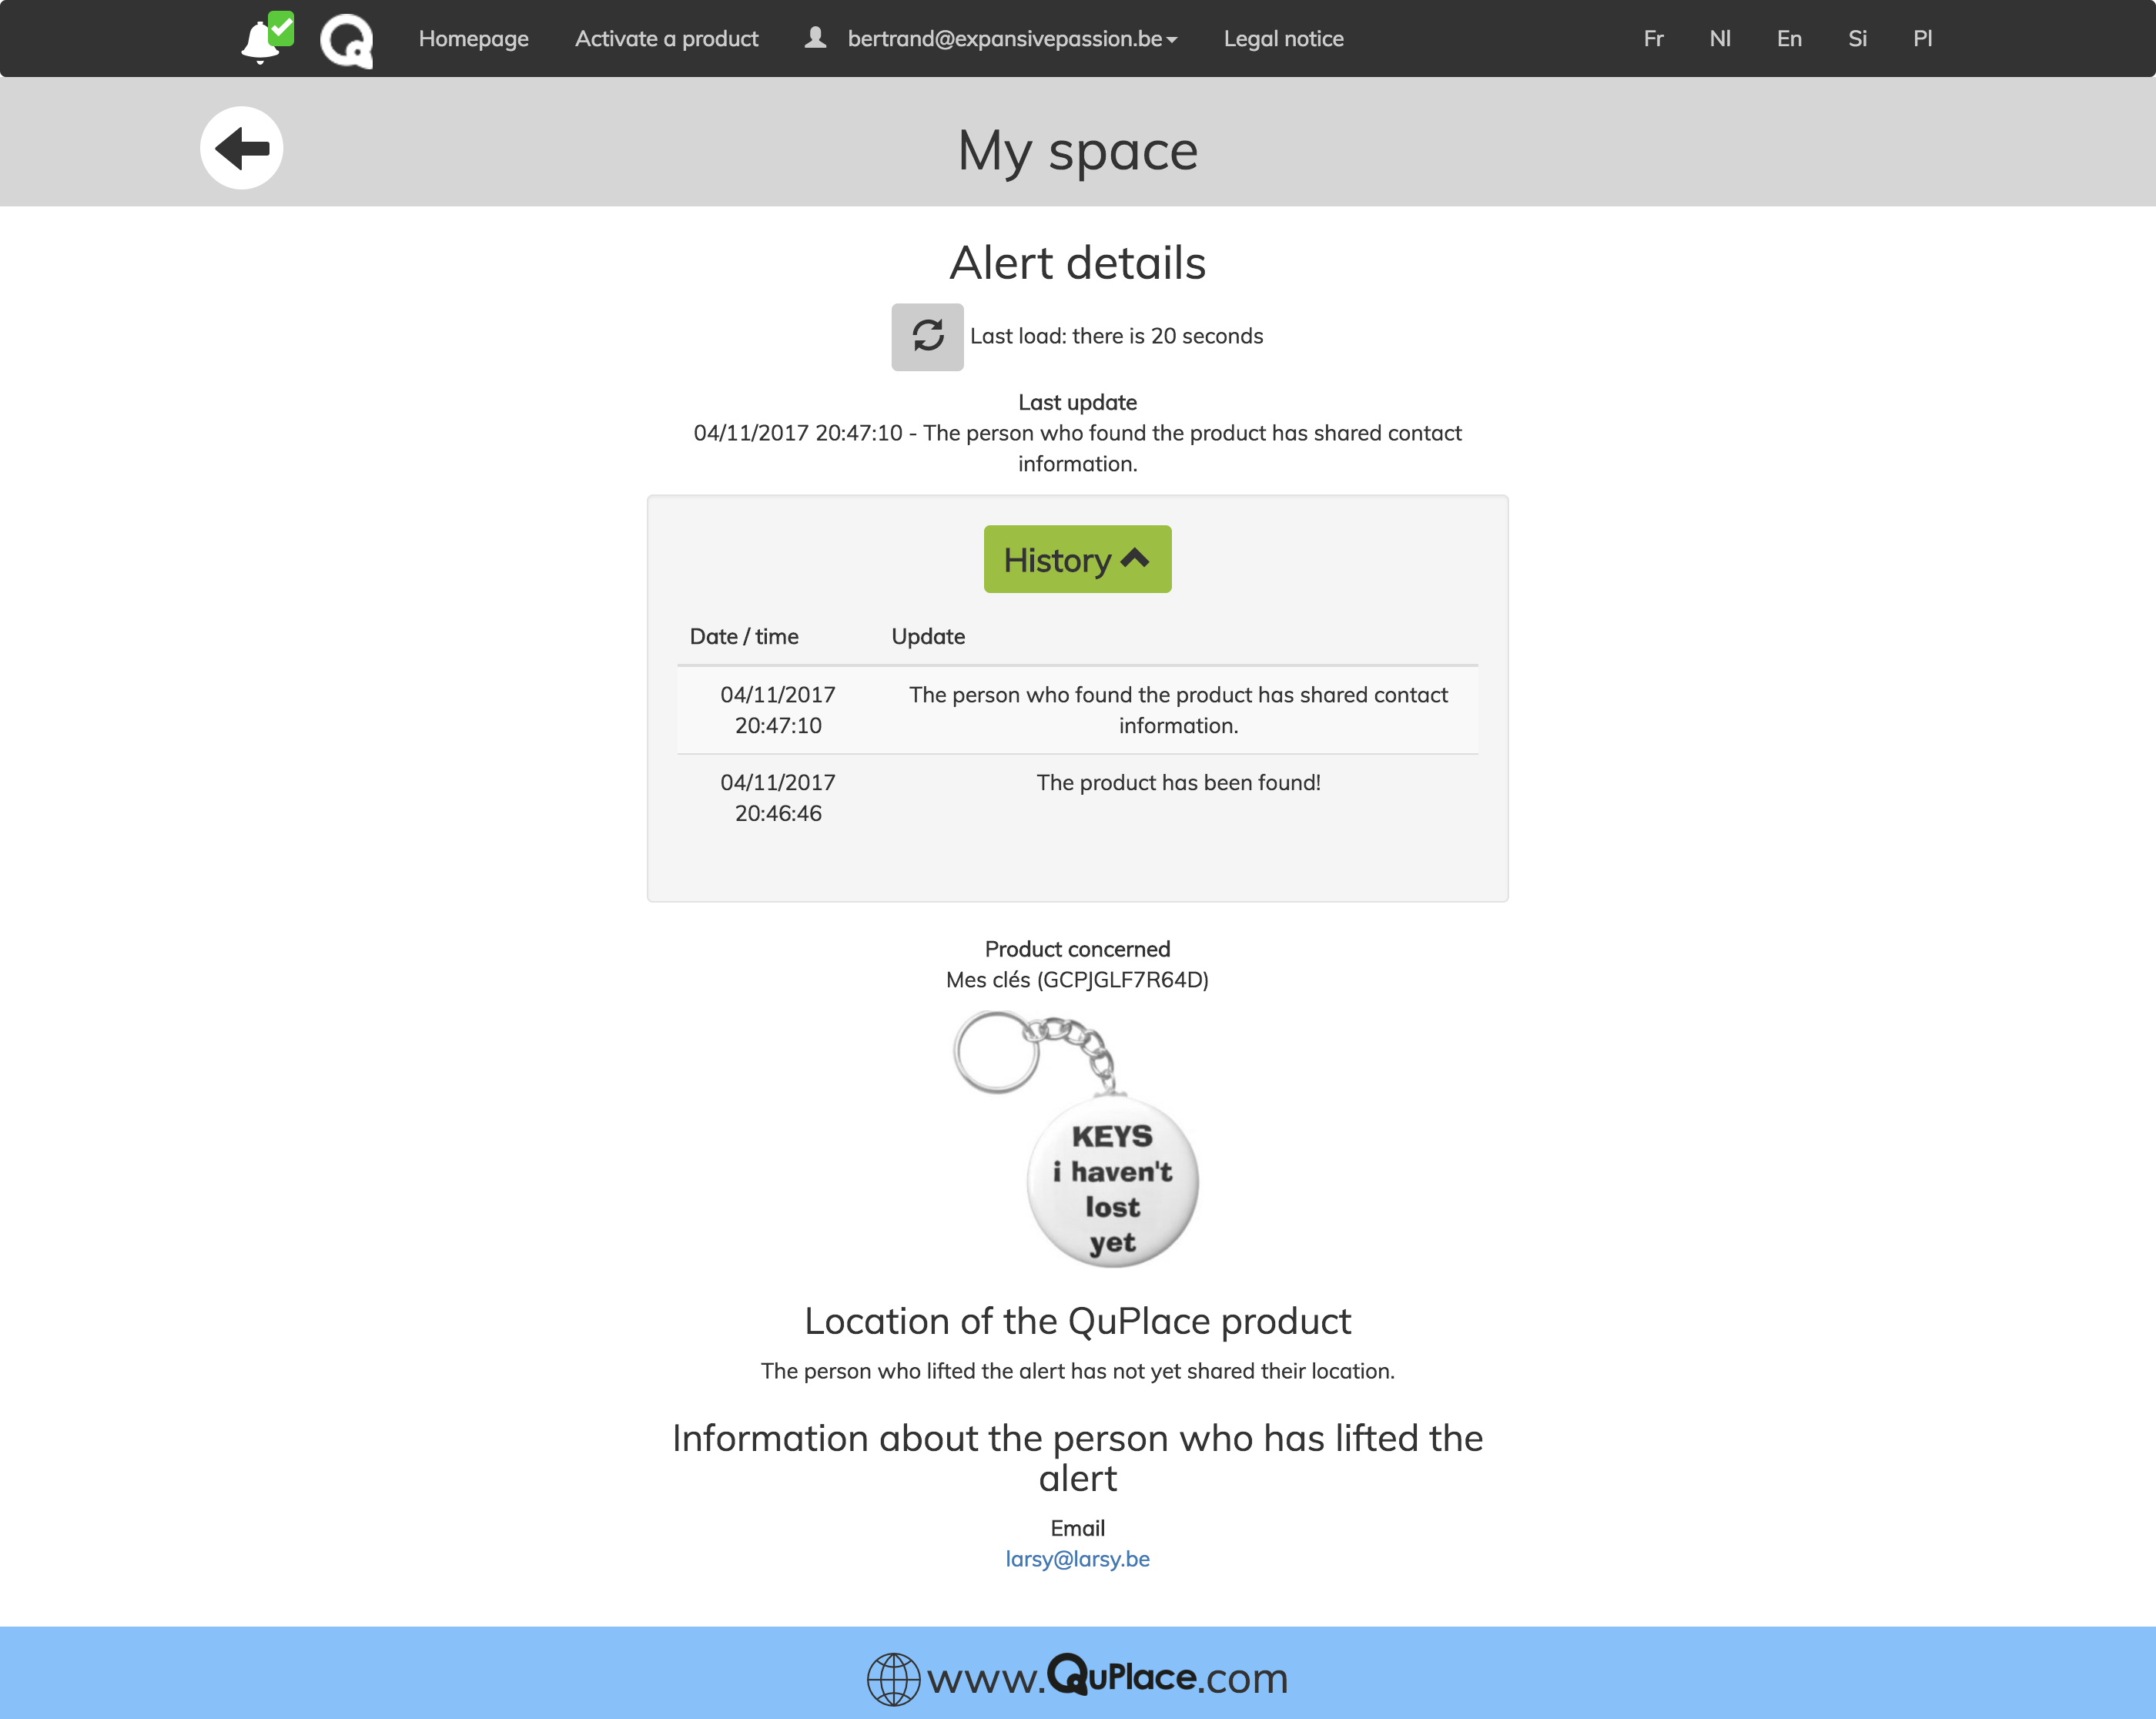 Homepage
Activate a product
bertrand@expansivepassion.be
Legal notice
Fr
Nl
En
Si
Pl
My space
Alert details
Last load: there is 20 seconds
Last update
04/11/2017 20:47:10 - The person who found the product has shared contact
information.
History
Date / time Update
04/11/2017
20:47:10
The person who found the product has shared contact
information.
04/11/2017
20:46:46
The product has been found!
Product concerned
Mes clés (GCPJGLF7R64D)
KEYS
i haven't
lost
yet
Location of the QuPlace product
The person who lifted the alert has not yet shared their location.
Information about the person who has lifted the
alert
Email
larsy@larsy.be
www.QuPlace.com